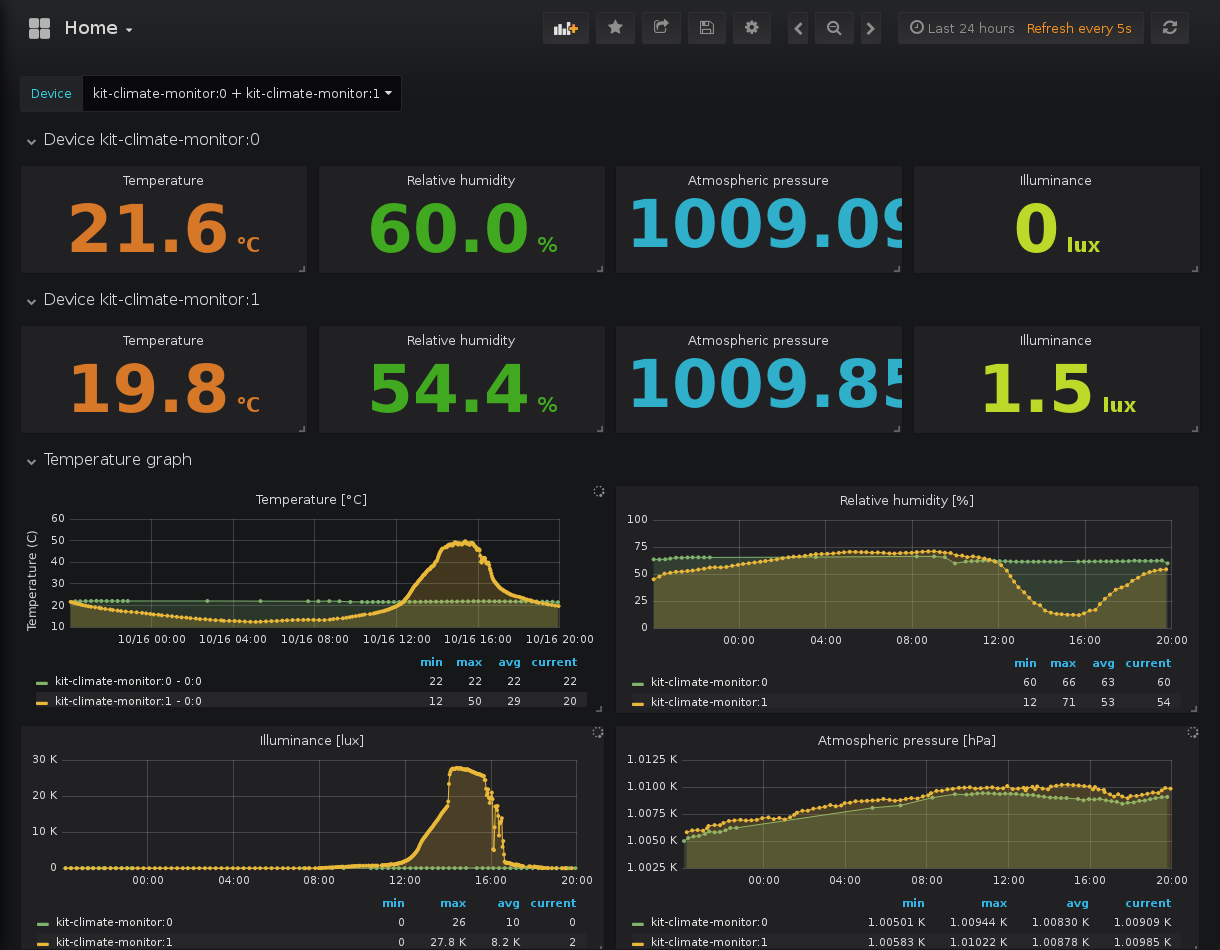 Home
Last 24 hours Refresh every 5s
Device kit-climate-monitor:0 + kit-climate-monitor:1
Device kit-climate-monitor:0
Temperature Relative humidity Atmospheric pressure Illuminance
21.6 °C 60.0 % 1009.09 0 lux
Device kit-climate-monitor:1
Temperature Relative humidity Atmospheric pressure Illuminance
19.8 °C 54.4 % 1009.85 1.5 lux
Temperature graph
Temperature [°C]
Temperature (C)
60
50
40
30
20
10
10/16 00:00 10/16 04:00 10/16 08:00 10/16 12:00 10/16 16:00 10/16 20:00
min max avg current
kit-climate-monitor:0 - 0:0 22 22 22 22
kit-climate-monitor:1 - 0:0 12 50 29 20
Relative humidity [%]
100
75
50
25
0
00:00 04:00 08:00 12:00 16:00 20:00
min max avg current
kit-climate-monitor:0 60 66 63 60
kit-climate-monitor:1 12 71 53 54
Illuminance [lux]
30 K
20 K
10 K
0
00:00 04:00 08:00 12:00 16:00 20:00
min max avg current
kit-climate-monitor:0 0 26 10 0
kit-climate-monitor:1 0 27.8 K 8.2 K 2
Atmospheric pressure [hPa]
1.0125 K
1.0100 K
1.0075 K
1.0050 K
1.0025 K
00:00 04:00 08:00 12:00 16:00 20:00
min max avg current
kit-climate-monitor:0 1.00501 K 1.00944 K 1.00830 K 1.00909 K
kit-climate-monitor:1 1.00583 K 1.01022 K 1.00878 K 1.00985 K